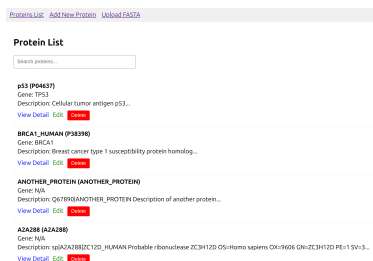 Proteins List Add New Protein Upload FASTA
Protein List
Search proteins...
p53 (P04637)
Gene: TP53
Description: Cellular tumor antigen p53...
View Detail Edit Delete
BRCA1_HUMAN (P38398)
Gene: BRCA1
Description: Breast cancer type 1 susceptibility protein homolog...
View Detail Edit Delete
ANOTHER_PROTEIN (ANOTHER_PROTEIN)
Gene: N/A
Description: Q67890|ANOTHER_PROTEIN Description of another protein...
View Detail Edit Delete
A2A288 (A2A288)
Gene: N/A
Description: sp|A2A288|ZC12D_HUMAN Probable ribonuclease ZC3H12D OS=Homo sapiens OX=9606 GN=ZC3H12D PE=1 SV=3...
View Detail Edit Delete